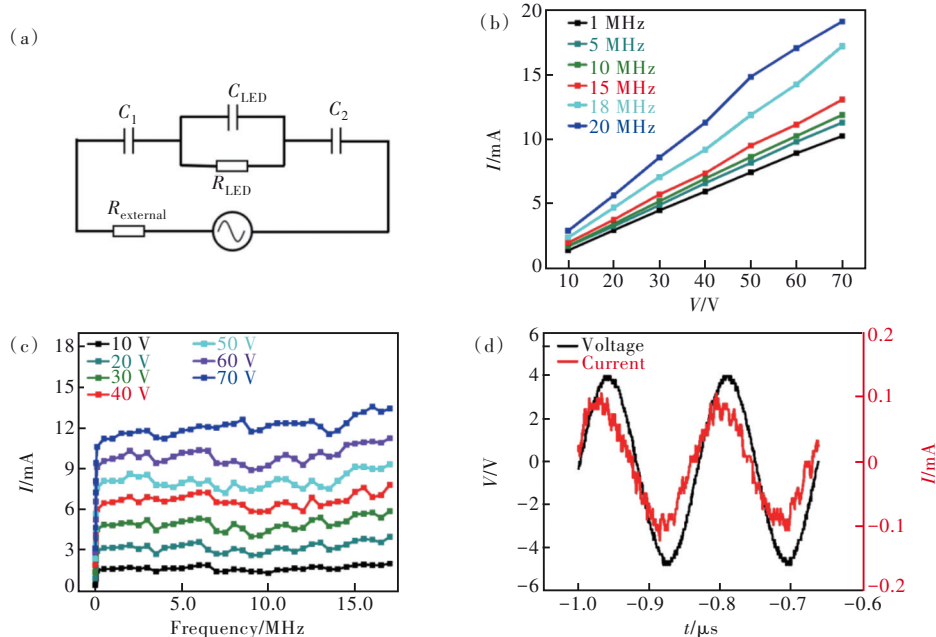 (a)
C1
CLED
C2
RLED
Rexternal
(b)
1 MHz
5 MHz
10 MHz
15 MHz
18 MHz
20 MHz
I/mA
20
15
10
5
0
10 20 30 40 50 60 70
V/V
(c)
10 V
20 V
30 V
40 V
50 V
60 V
70 V
I/mA
18
15
12
9
6
3
0
0 5.0 10.0 15.0
Frequency/MHz
(d)
Voltage
Current
V/V
6
4
2
0
−2
−4
−6
0.2
0.1
0
−0.1
−0.2
I/mA
−1.0 −0.9 −0.8 −0.7 −0.6
t/μs